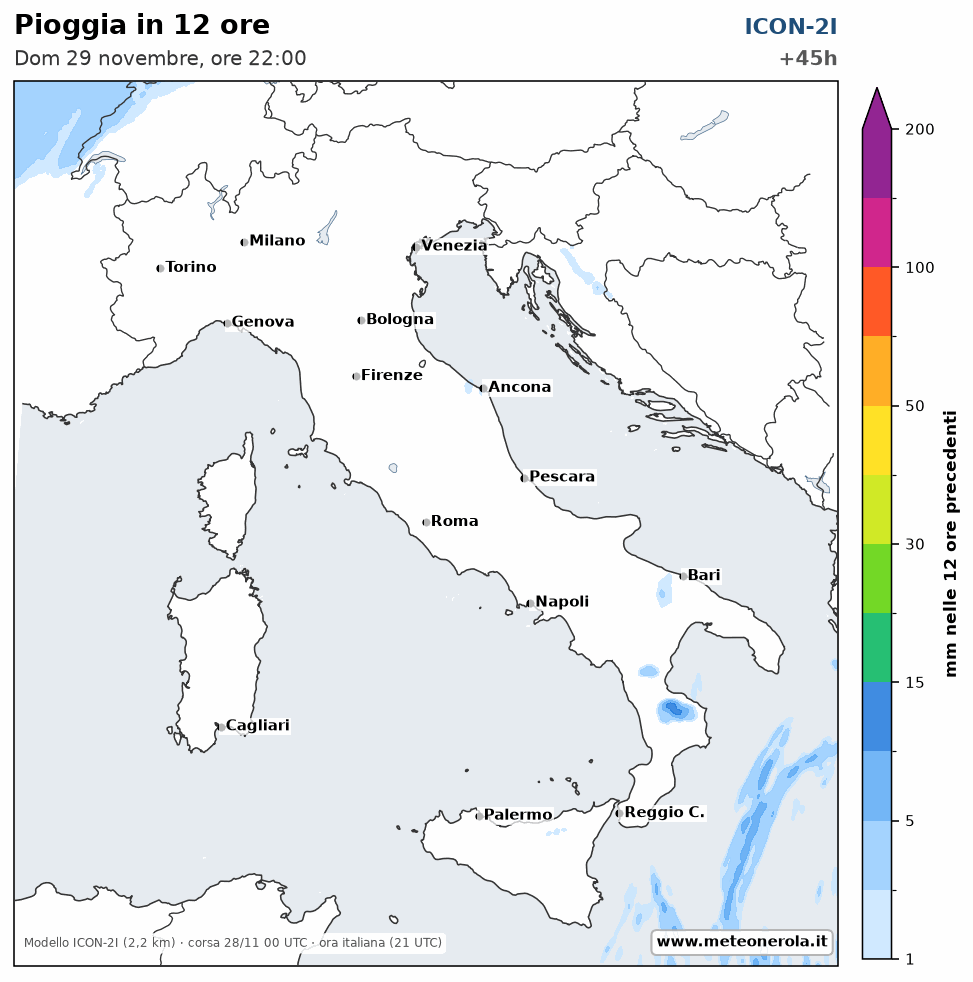 Pioggia in 12 ore
ICON-2I
Dom 29 novembre, ore 22:00
+45h
200
Milano
Venezia
Torino
100
Genova
Bologna
Firenze
Ancona
50
Pescara
Roma
30
Bari
Napoli
mm nelle 12 ore precedenti
15
Cagliari
Reggio C.
Palermo
5
Modello ICON-2I (2,2 km) · corsa 28/11 00 UTC · ora italiana (21 UTC)
www.meteonerola.it
1